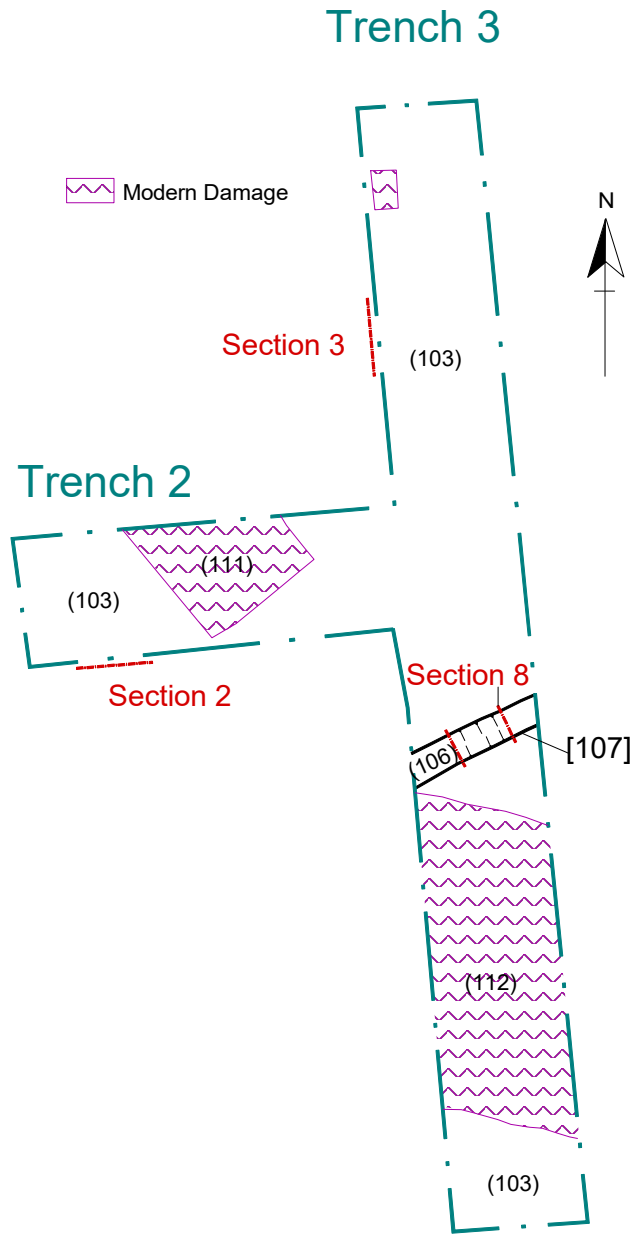 Trench 3
Modern Damage
N
Section 3
(103)
Trench 2
(111)
(103)
Section 2
Section 8
(106)
[107]
(112)
(103)